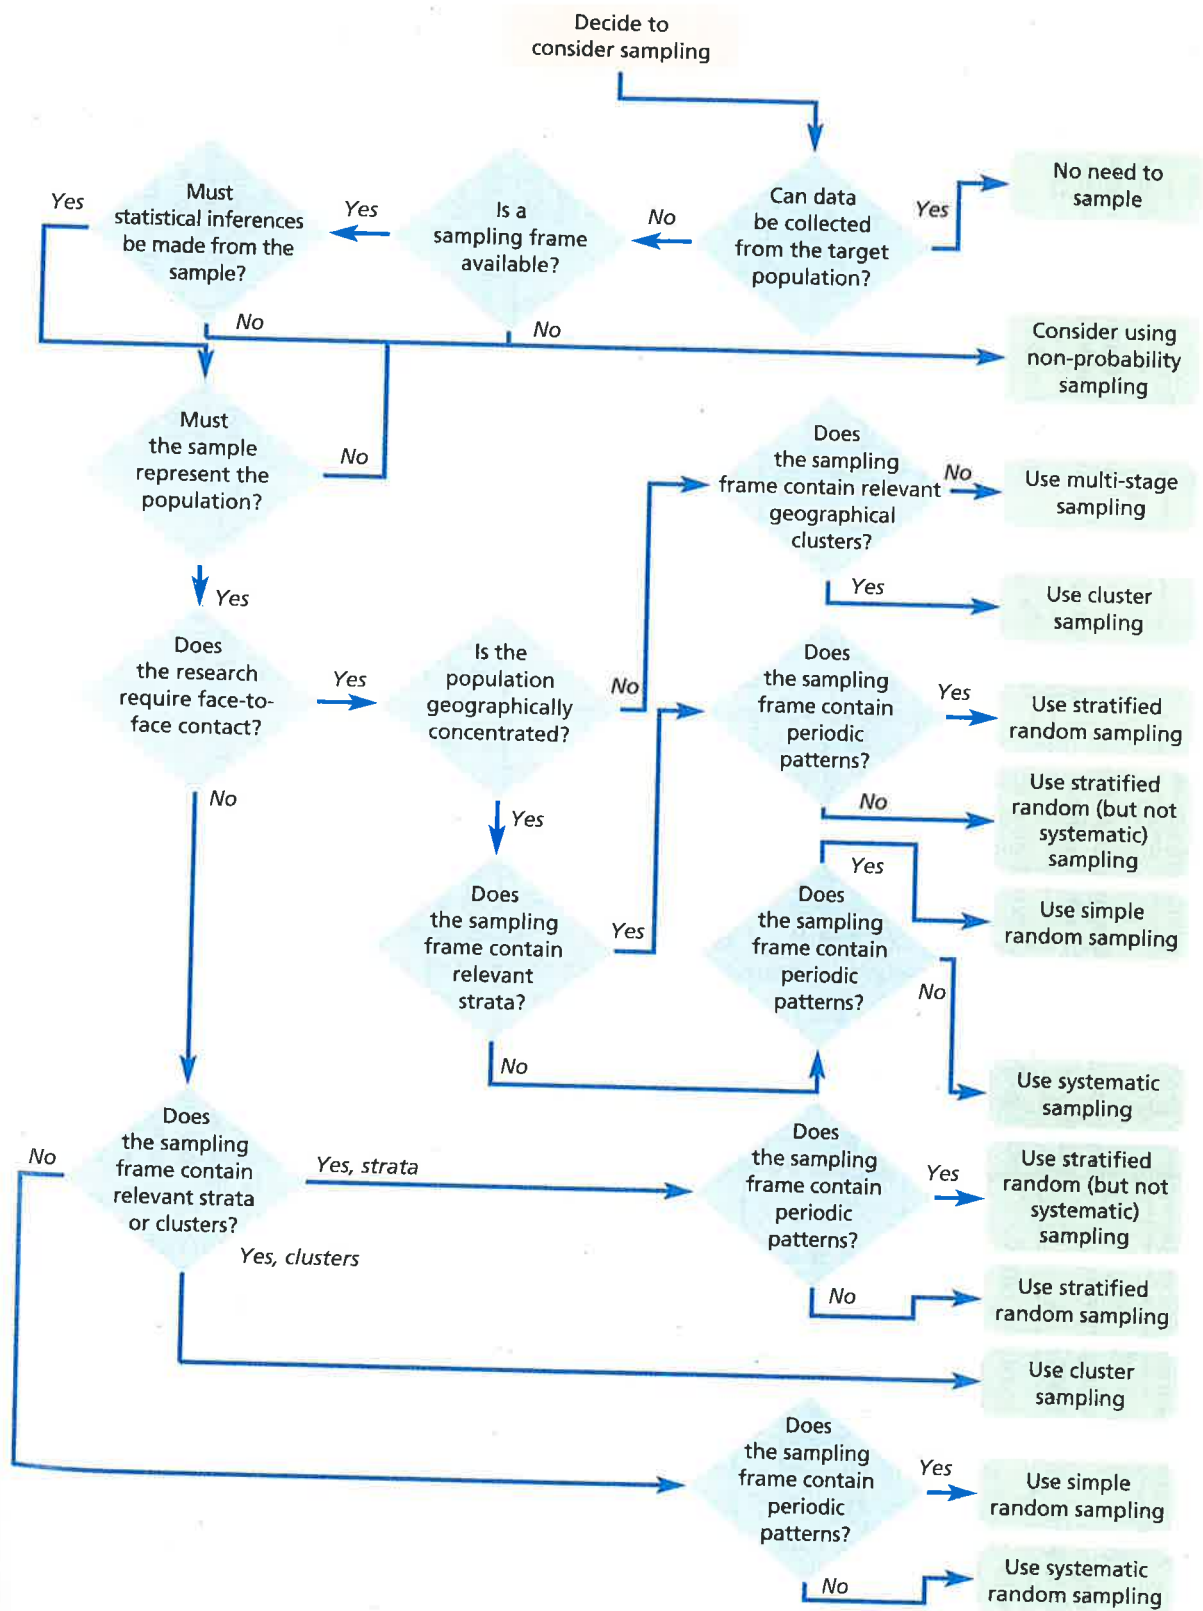 Decide to
consider sampling
Can data
be collected
from the target
population?
Yes
No need to
sample
No
Is a
sampling frame
available?
Yes
Must
statistical inferences
be made from the
sample?
Yes
No
No
Consider using
non-probability
sampling
Must
the sample
represent the
population?
No
Yes
Does
the sampling
frame contain relevant
geographical
clusters?
No
Use multi-stage
sampling
Yes
Use cluster
sampling
Does
the research
require face-to-
face contact?
Yes
Is the
population
geographically
concentrated?
No
Does
the sampling
frame contain
periodic
patterns?
Yes
Use stratified
random sampling
No
Use stratified
random (but not
systematic)
sampling
No
Yes
Does
the sampling
frame contain
relevant
strata?
Yes
No
Does
the sampling
frame contain
periodic
patterns?
Yes
Use simple
random sampling
No
Use systematic
sampling
Does
the sampling
frame contain
relevant strata
or clusters?
No
Yes, strata
Yes, clusters
Does
the sampling
frame contain
periodic
patterns?
Yes
Use stratified
random (but not
systematic)
sampling
No
Use stratified
random sampling
Use cluster
sampling
Does
the sampling
frame contain
periodic
patterns?
Yes
Use simple
random sampling
No
Use systematic
random sampling